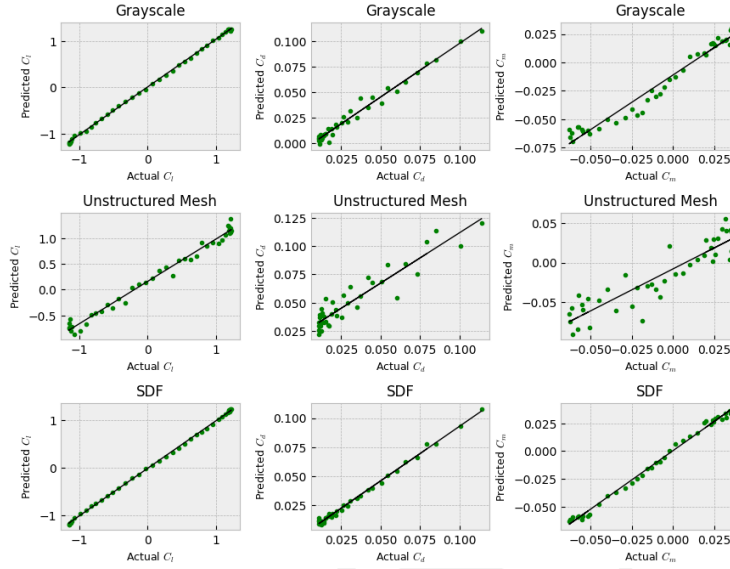 Grayscale Grayscale Grayscale
Predicted C_l
1
0
−1
−1 0 1
Actual C_l
Predicted C_d
0.100
0.075
0.050
0.025
0.000
0.025 0.050 0.075 0.100
Actual C_d
Predicted C_m
0.025
0.000
−0.025
−0.050
−0.075
−0.050 −0.025 0.000 0.025
Actual C_m
Unstructured Mesh Unstructured Mesh Unstructured Mesh
Predicted C_l
1.0
0.5
0.0
−0.5
−1 0 1
Actual C_l
Predicted C_d
0.125
0.100
0.075
0.050
0.025
0.025 0.050 0.075 0.100
Actual C_d
Predicted C_m
0.05
0.00
−0.05
−0.050 −0.025 0.000 0.025
Actual C_m
SDF SDF SDF
Predicted C_l
1
0
−1
−1 0 1
Actual C_l
Predicted C_d
0.100
0.075
0.050
0.025
0.025 0.050 0.075 0.100
Actual C_d
Predicted C_m
0.025
0.000
−0.025
−0.050
−0.050 −0.025 0.000 0.025
Actual C_m